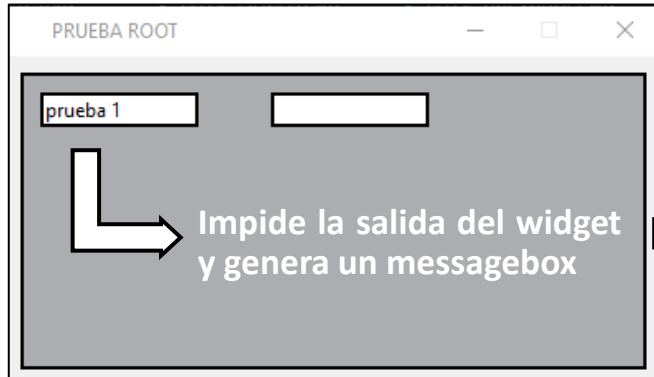 PRUEBA ROOT
prueba 1
Impide la salida del widget
y genera un messagebox